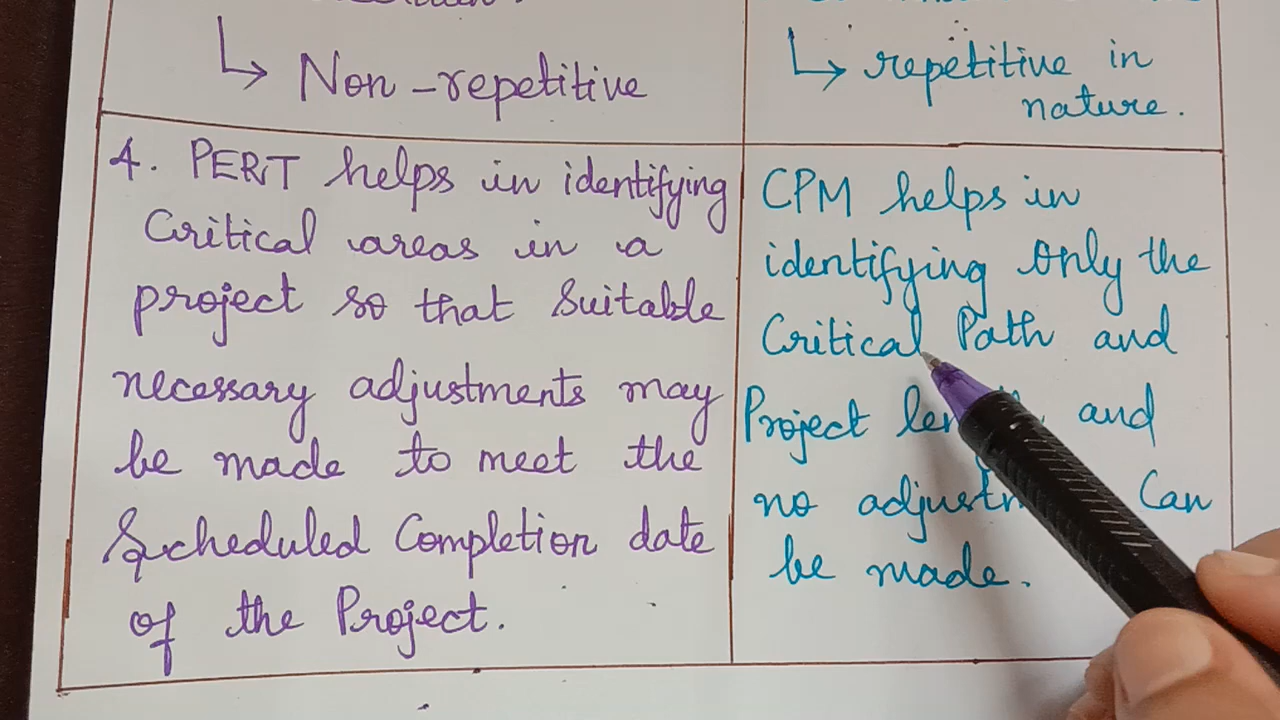 ↳ Non-repetitive
↳ repetitive in
nature.
4. PERT helps in identifying
Critical areas in a
project so that Suitable
necessary adjustments may
be made to meet the
Scheduled Completion date
of the Project.
CPM helps in
identifying only the
Critical Path and
Project and
no Can
be made.